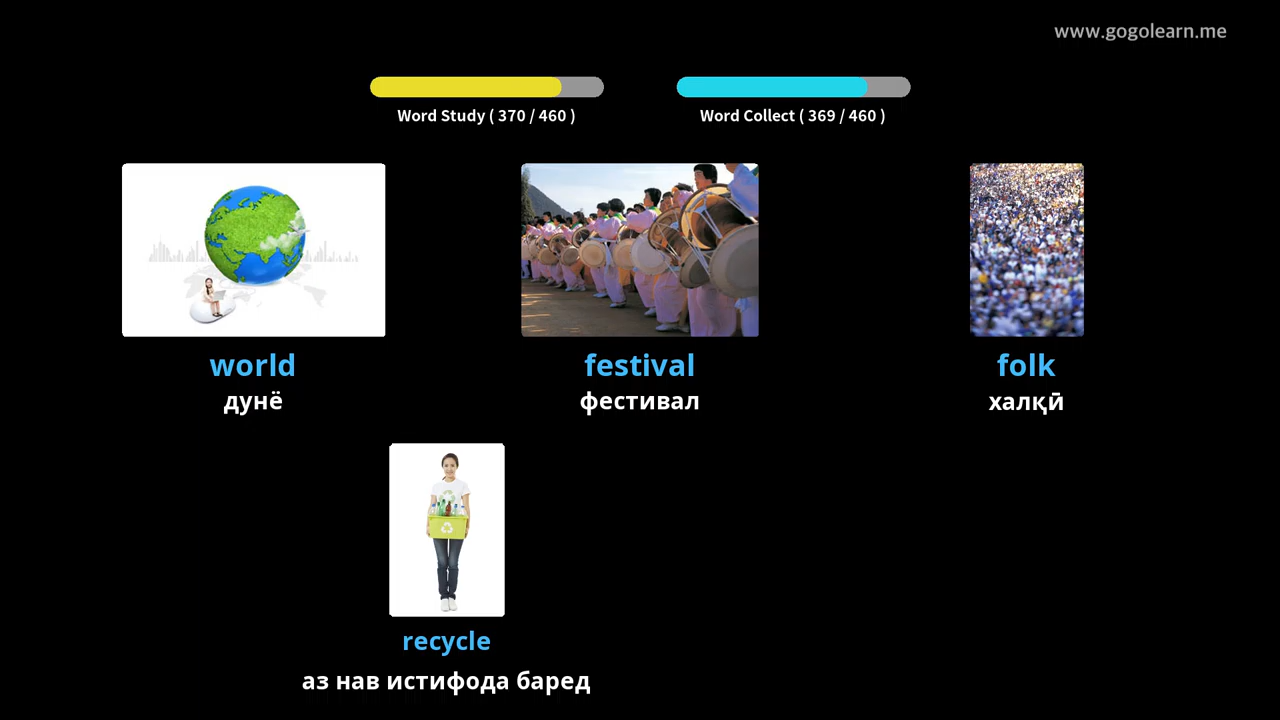 www.gogolearn.me
Word Study ( 370 / 460 )
Word Collect ( 369 / 460 )
world
дунё
festival
фестивал
folk
халқӣ
recycle
аз нав истифода баред